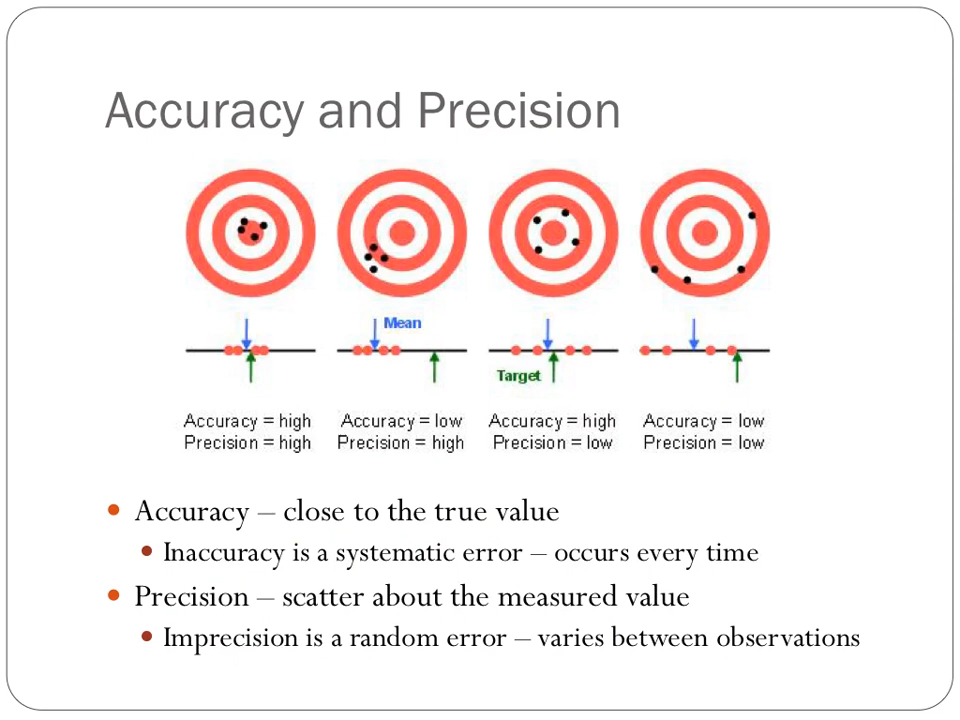 Accuracy and Precision
Mean
Target
Accuracy = high
Precision = high
Accuracy = low
Precision = high
Accuracy = high
Precision = low
Accuracy = low
Precision = low
Accuracy – close to the true value
Inaccuracy is a systematic error – occurs every time
Precision – scatter about the measured value
Imprecision is a random error – varies between observations